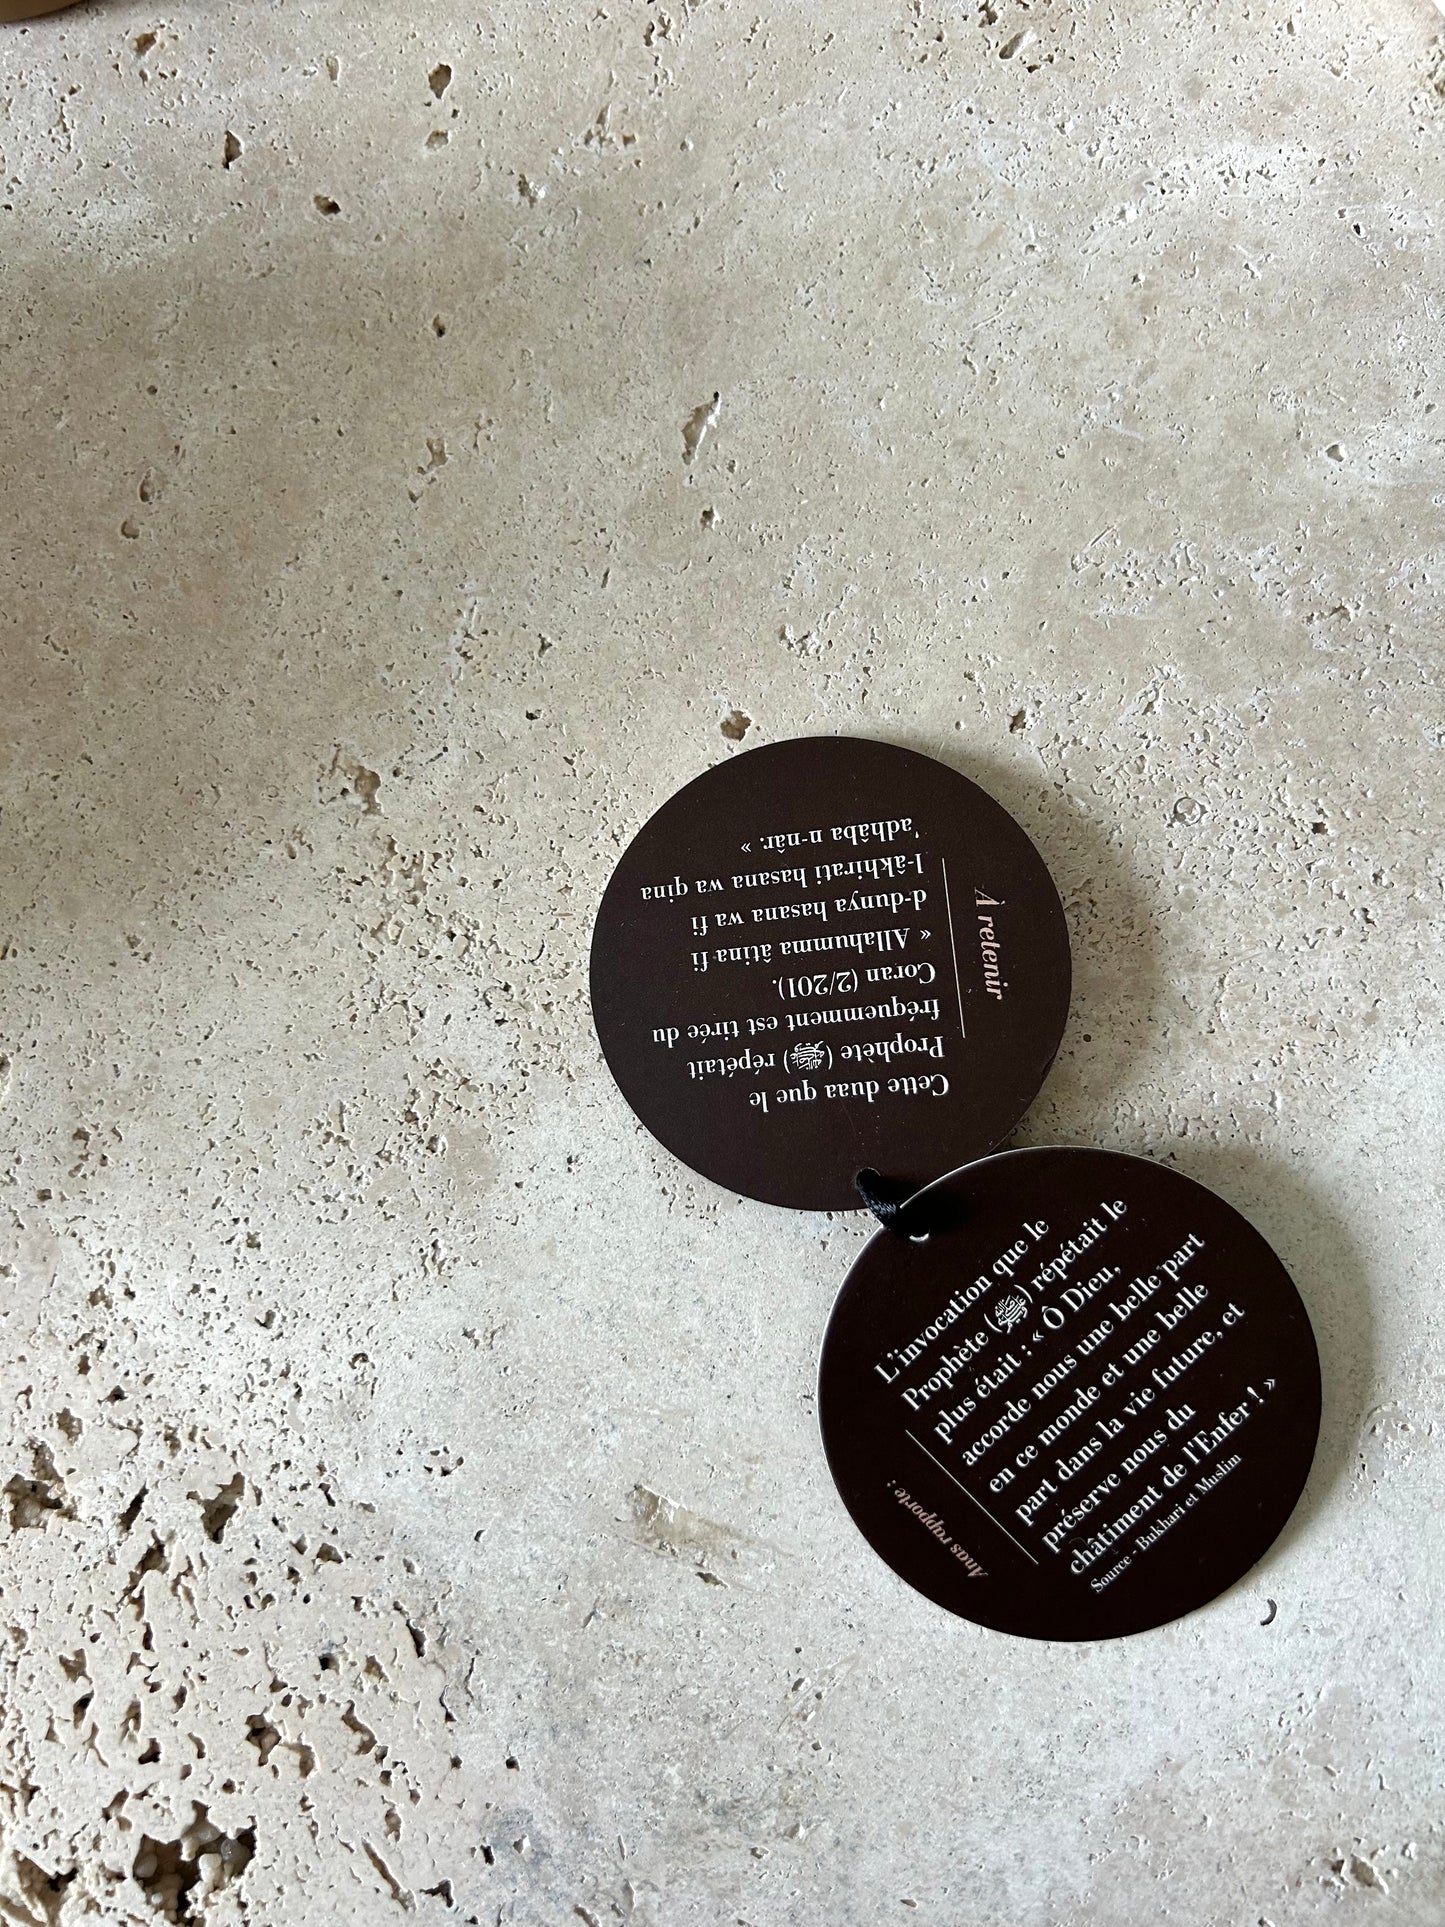 À retenir
Cette duaa que le
Prophète (ﷺ) répétait
fréquemment est tirée du
Coran (2/201).
« Allahumma âtina fi
d-dunya hasana wa fi
l-âkhirati hasana wa qina
'adhâba n-nâr. »
Anas rapporte :
L'invocation que le
Prophète (ﷺ) répétait le
plus était : « Ô Dieu,
accorde nous une belle part
en ce monde et une belle
part dans la vie future, et
préserve nous du
châtiment de l'Enfer ! »
Source - Bukhari et Muslim